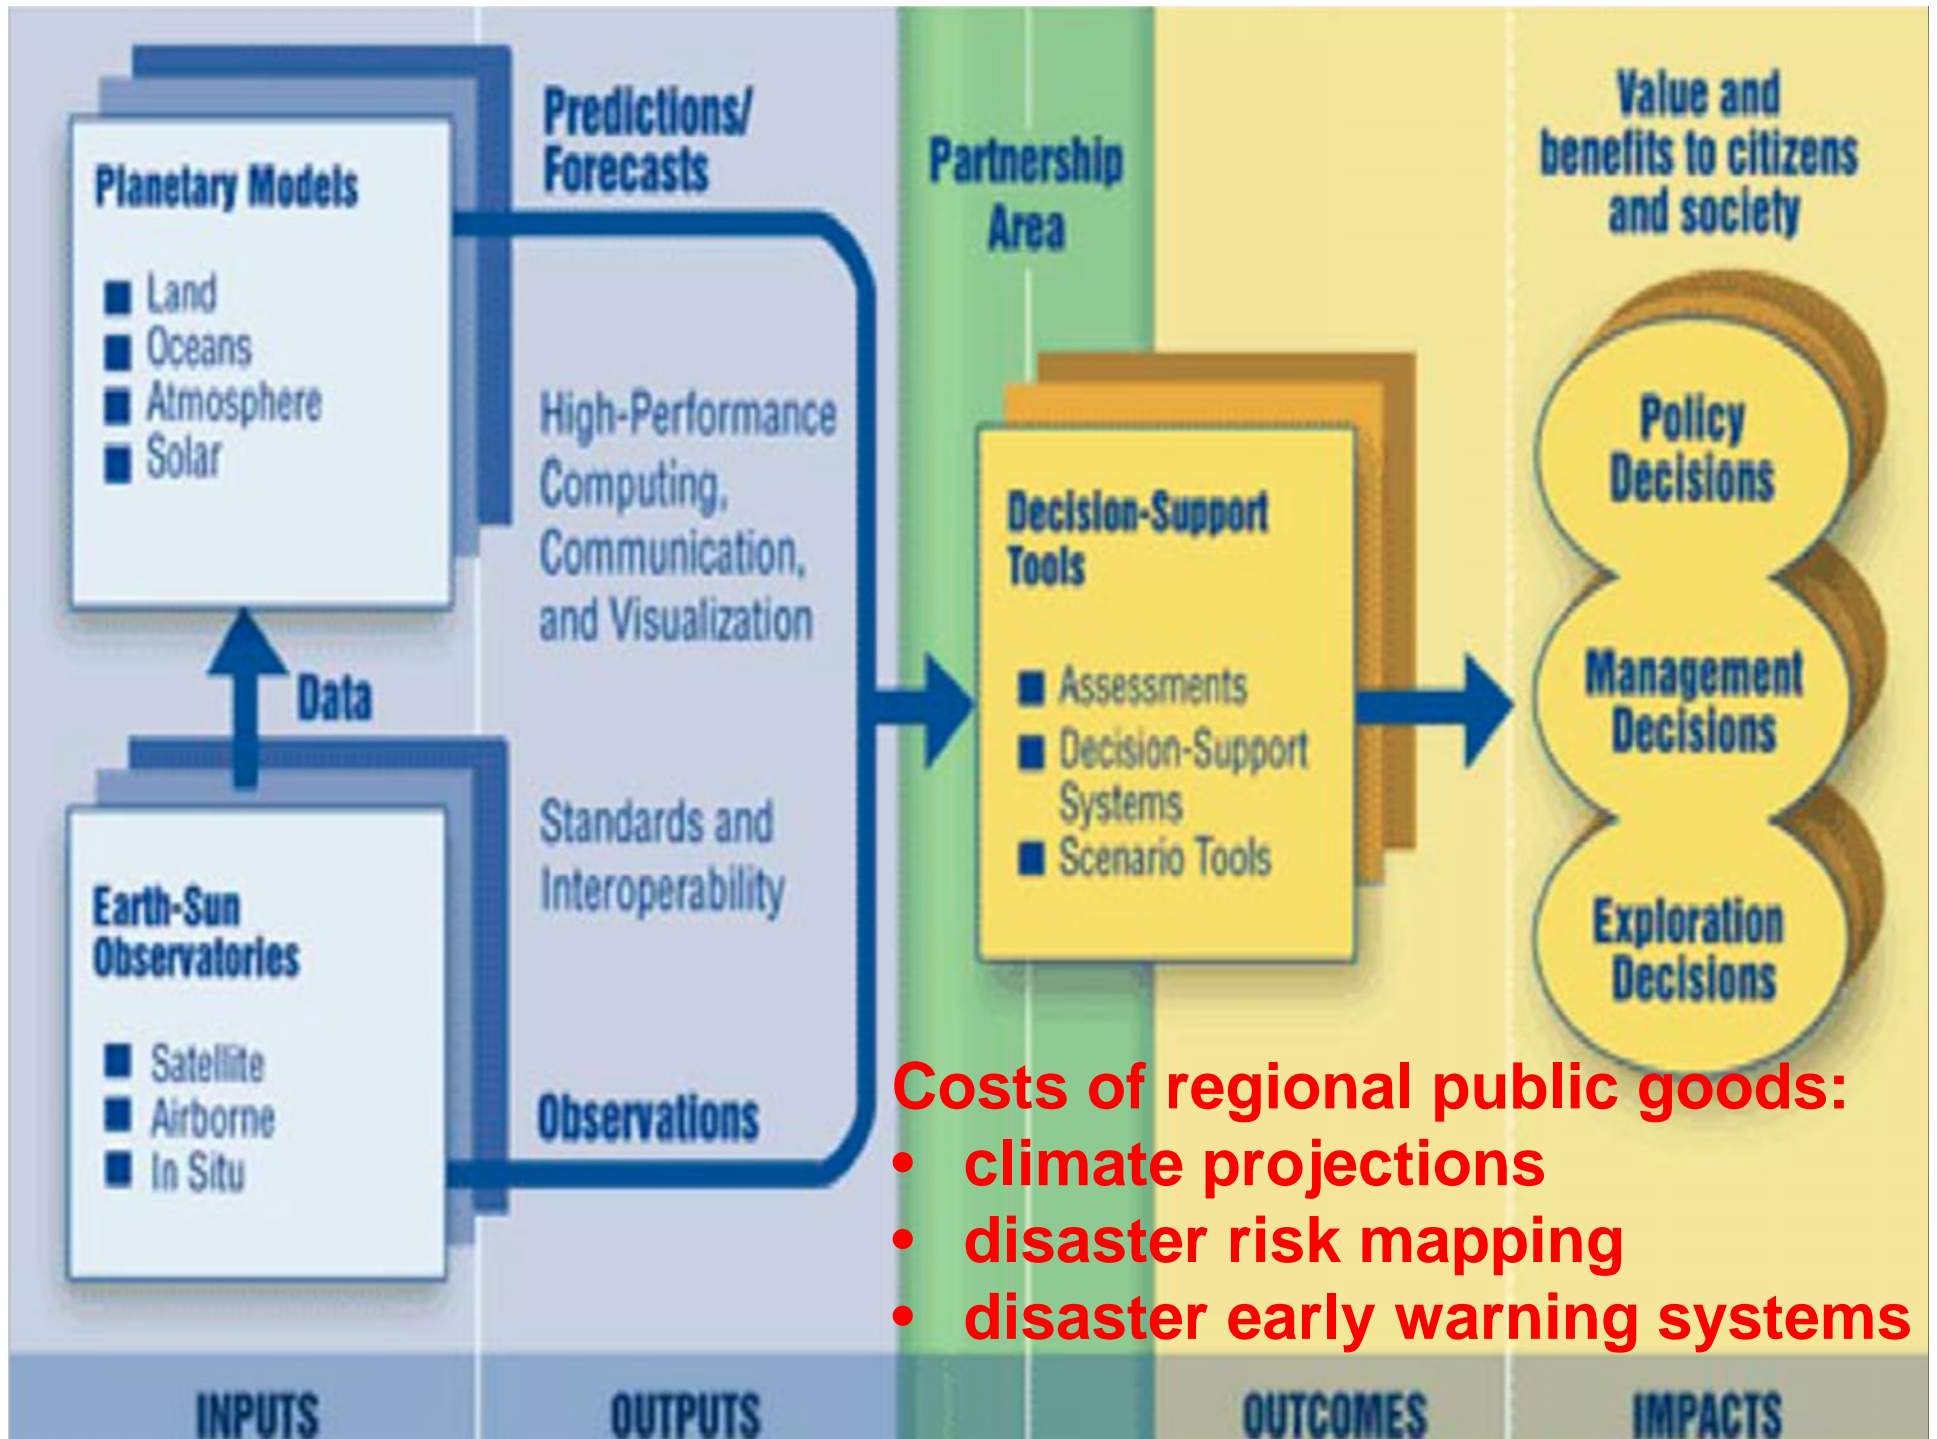 Planetary Models
■ Land
■ Oceans
■ Atmosphere
■ Solar
Data
Earth-Sun
Observatories
■ Satellite
■ Airborne
■ In Situ
Predictions/
Forecasts
High-Performance
Computing,
Communication,
and Visualization
Standards and
Interoperability
Observations
Partnership
Area
Decision-Support
Tools
■ Assessments
■ Decision-Support
Systems
■ Scenario Tools
Value and
benefits to citizens
and society
Policy
Decisions
Management
Decisions
Exploration
Decisions
Costs of regional public goods:
• climate projections
• disaster risk mapping
• disaster early warning systems
INPUTS
OUTPUTS
OUTCOMES
IMPACTS